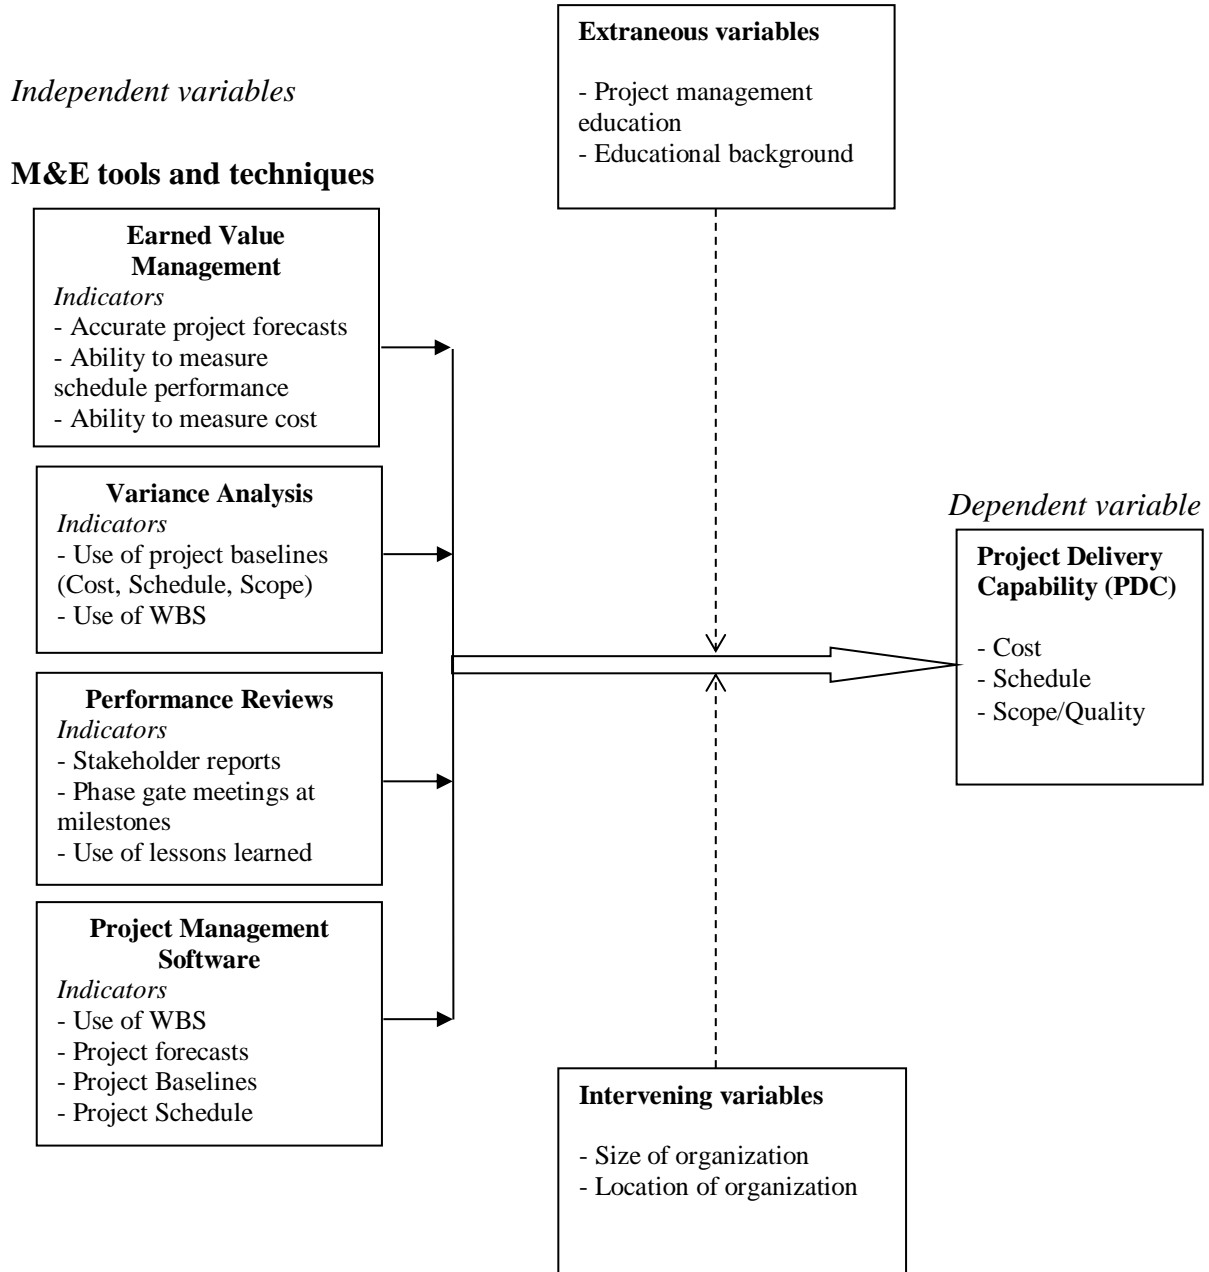 Independent variables
M&E tools and techniques
Earned Value
Management
Indicators
- Accurate project forecasts
- Ability to measure
schedule performance
- Ability to measure cost
Variance Analysis
Indicators
- Use of project baselines
(Cost, Schedule, Scope)
- Use of WBS
Performance Reviews
Indicators
- Stakeholder reports
- Phase gate meetings at
milestones
- Use of lessons learned
Project Management
Software
Indicators
- Use of WBS
- Project forecasts
- Project Baselines
- Project Schedule
Extraneous variables
- Project management
education
- Educational background
Intervening variables
- Size of organization
- Location of organization
Dependent variable
Project Delivery
Capability (PDC)
- Cost
- Schedule
- Scope/Quality